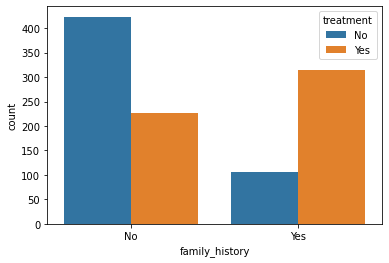 treatment
No
Yes
400
350
300
250
200
150
100
50
0
count
No Yes
family_history